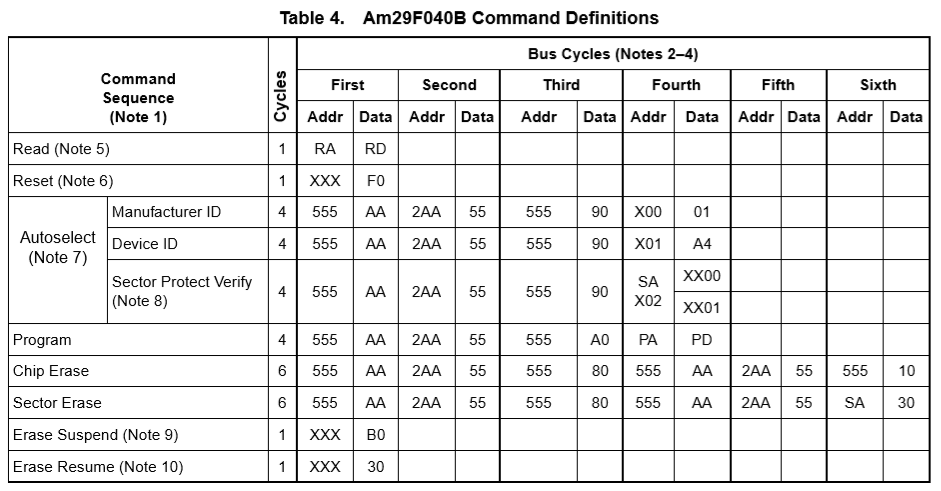 Table 4. Am29F040B Command Definitions
Command Sequence (Note 1) Cycles Bus Cycles (Notes 2–4)
First Second Third Fourth Fifth Sixth
Addr Data Addr Data Addr Data Addr Data Addr Data Addr Data
Read (Note 5) 1 RA RD
Reset (Note 6) 1 XXX F0
Autoselect (Note 7)
Manufacturer ID 4 555 AA 2AA 55 555 90 X00 01
Device ID 4 555 AA 2AA 55 555 90 X01 A4
Sector Protect Verify (Note 8) 4 555 AA 2AA 55 555 90 SA X02 XX00
XX01
Program 4 555 AA 2AA 55 555 A0 PA PD
Chip Erase 6 555 AA 2AA 55 555 80 555 AA 2AA 55 555 10
Sector Erase 6 555 AA 2AA 55 555 80 555 AA 2AA 55 SA 30
Erase Suspend (Note 9) 1 XXX B0
Erase Resume (Note 10) 1 XXX 30